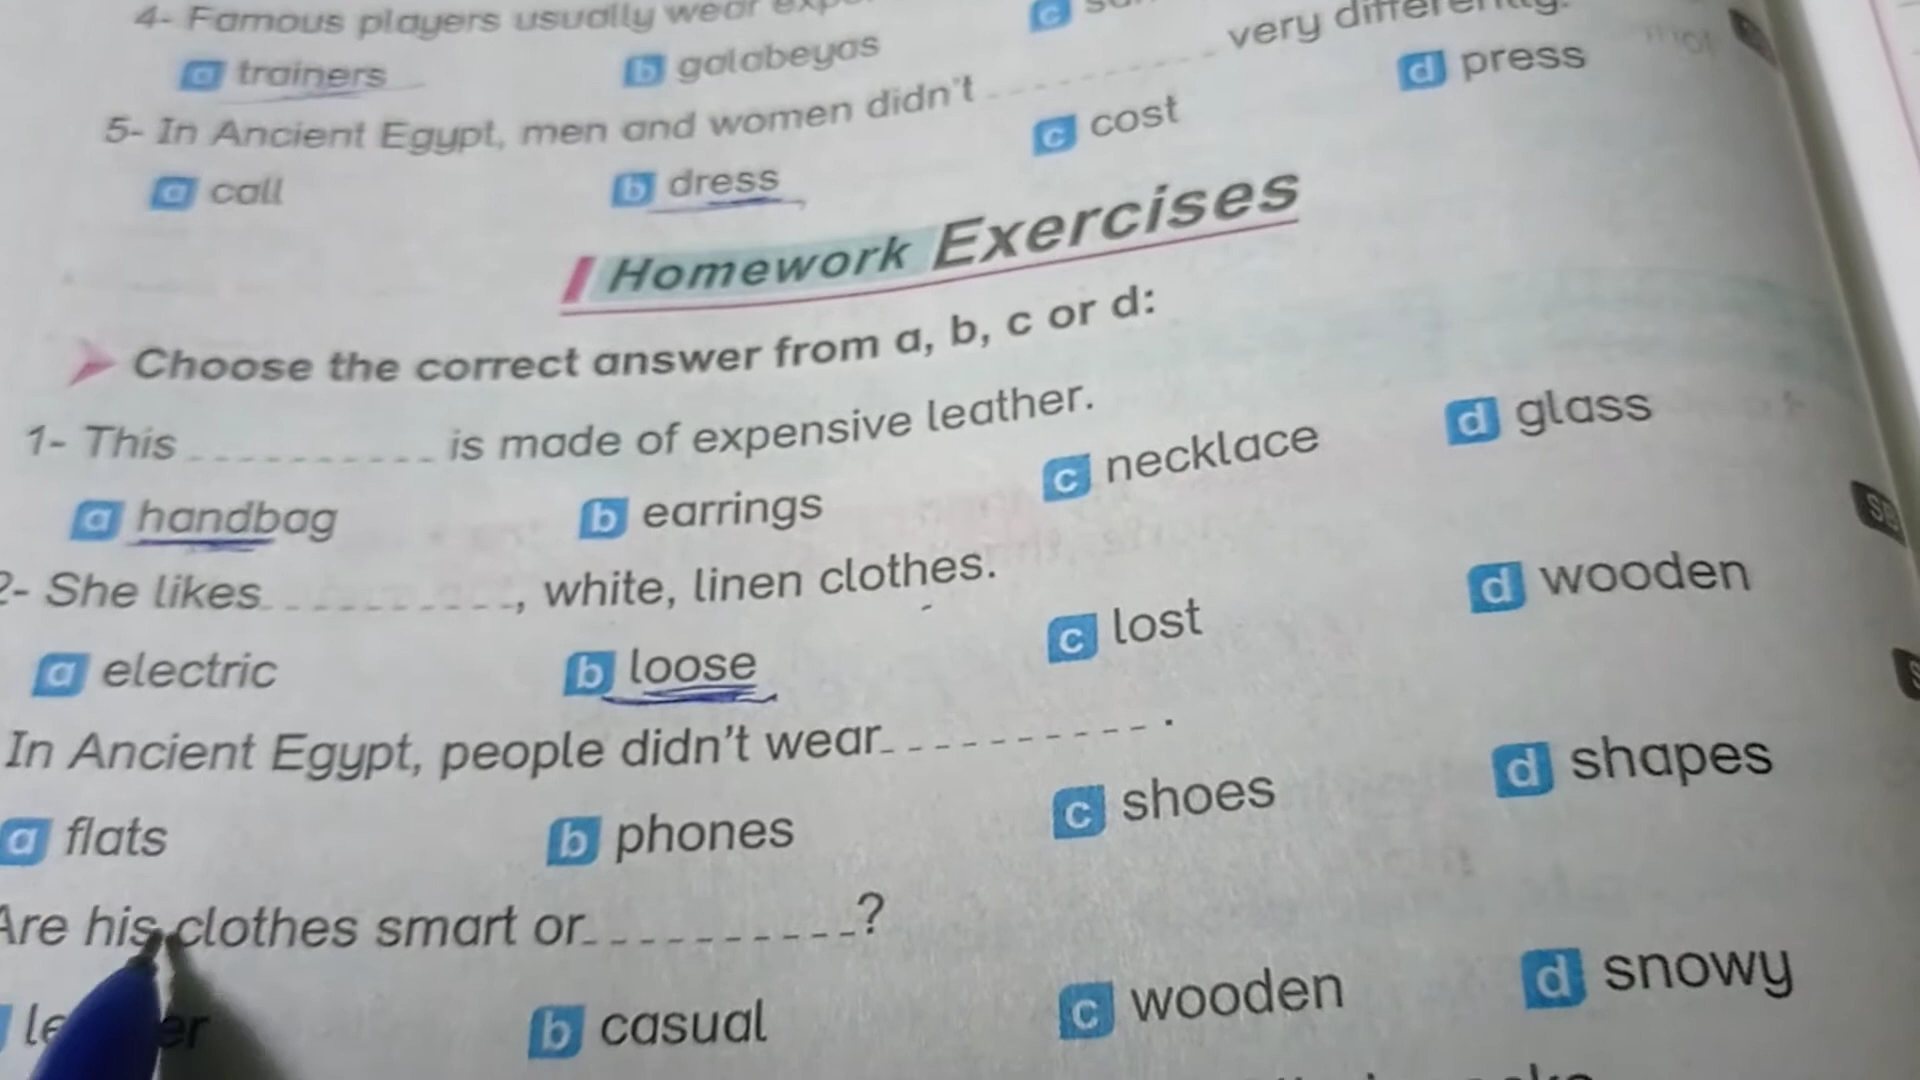 4- Famous players usually wear
a trainers b galabeyas c
5- In Ancient Egypt, men and women didn't ---------- very differently.
a call b dress c cost d press
Homework Exercises
Choose the correct answer from a, b, c or d:
1- This ---------- is made of expensive leather.
a handbag b earrings c necklace d glass
2- She likes ----------, white, linen clothes.
a electric b loose c lost d wooden
In Ancient Egypt, people didn't wear ---------- .
a flats b phones c shoes d shapes
Are his clothes smart or ----------?
b casual c wooden d snowy